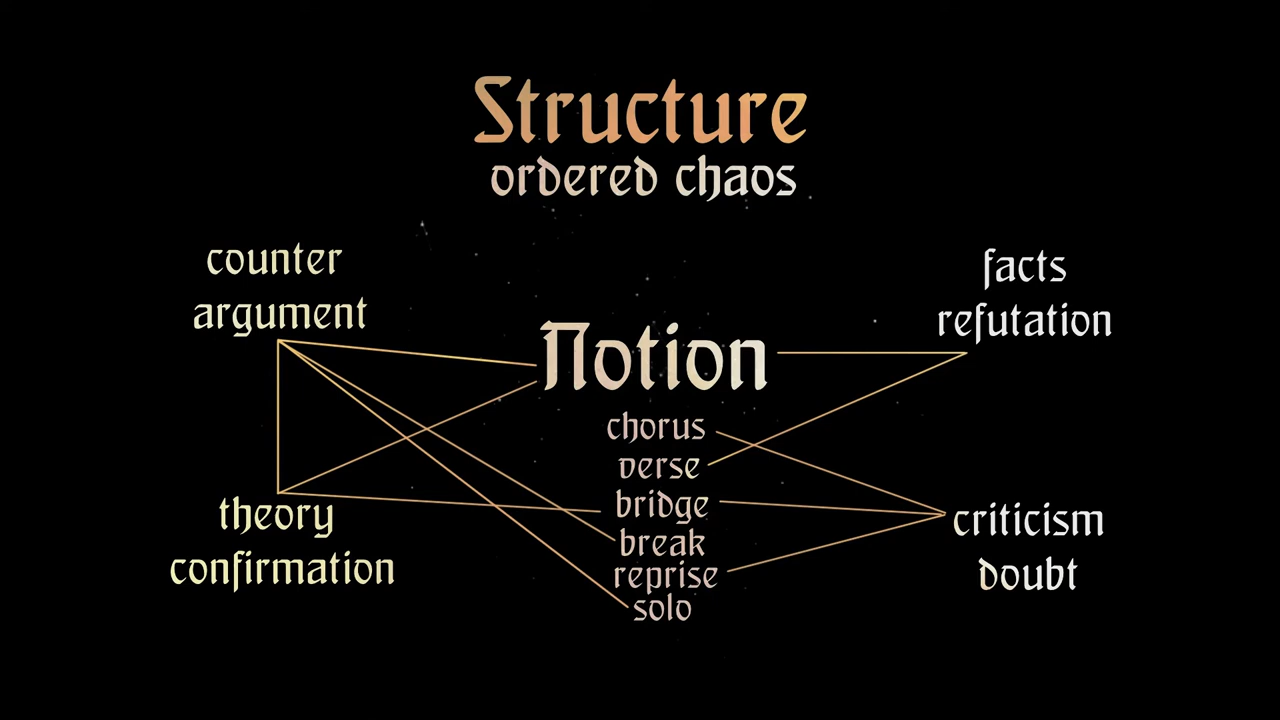 Structure
ordered chaos
counter
argument
facts
refutation
Notion
chorus
verse
bridge
break
reprise
solo
theory
confirmation
criticism
doubt